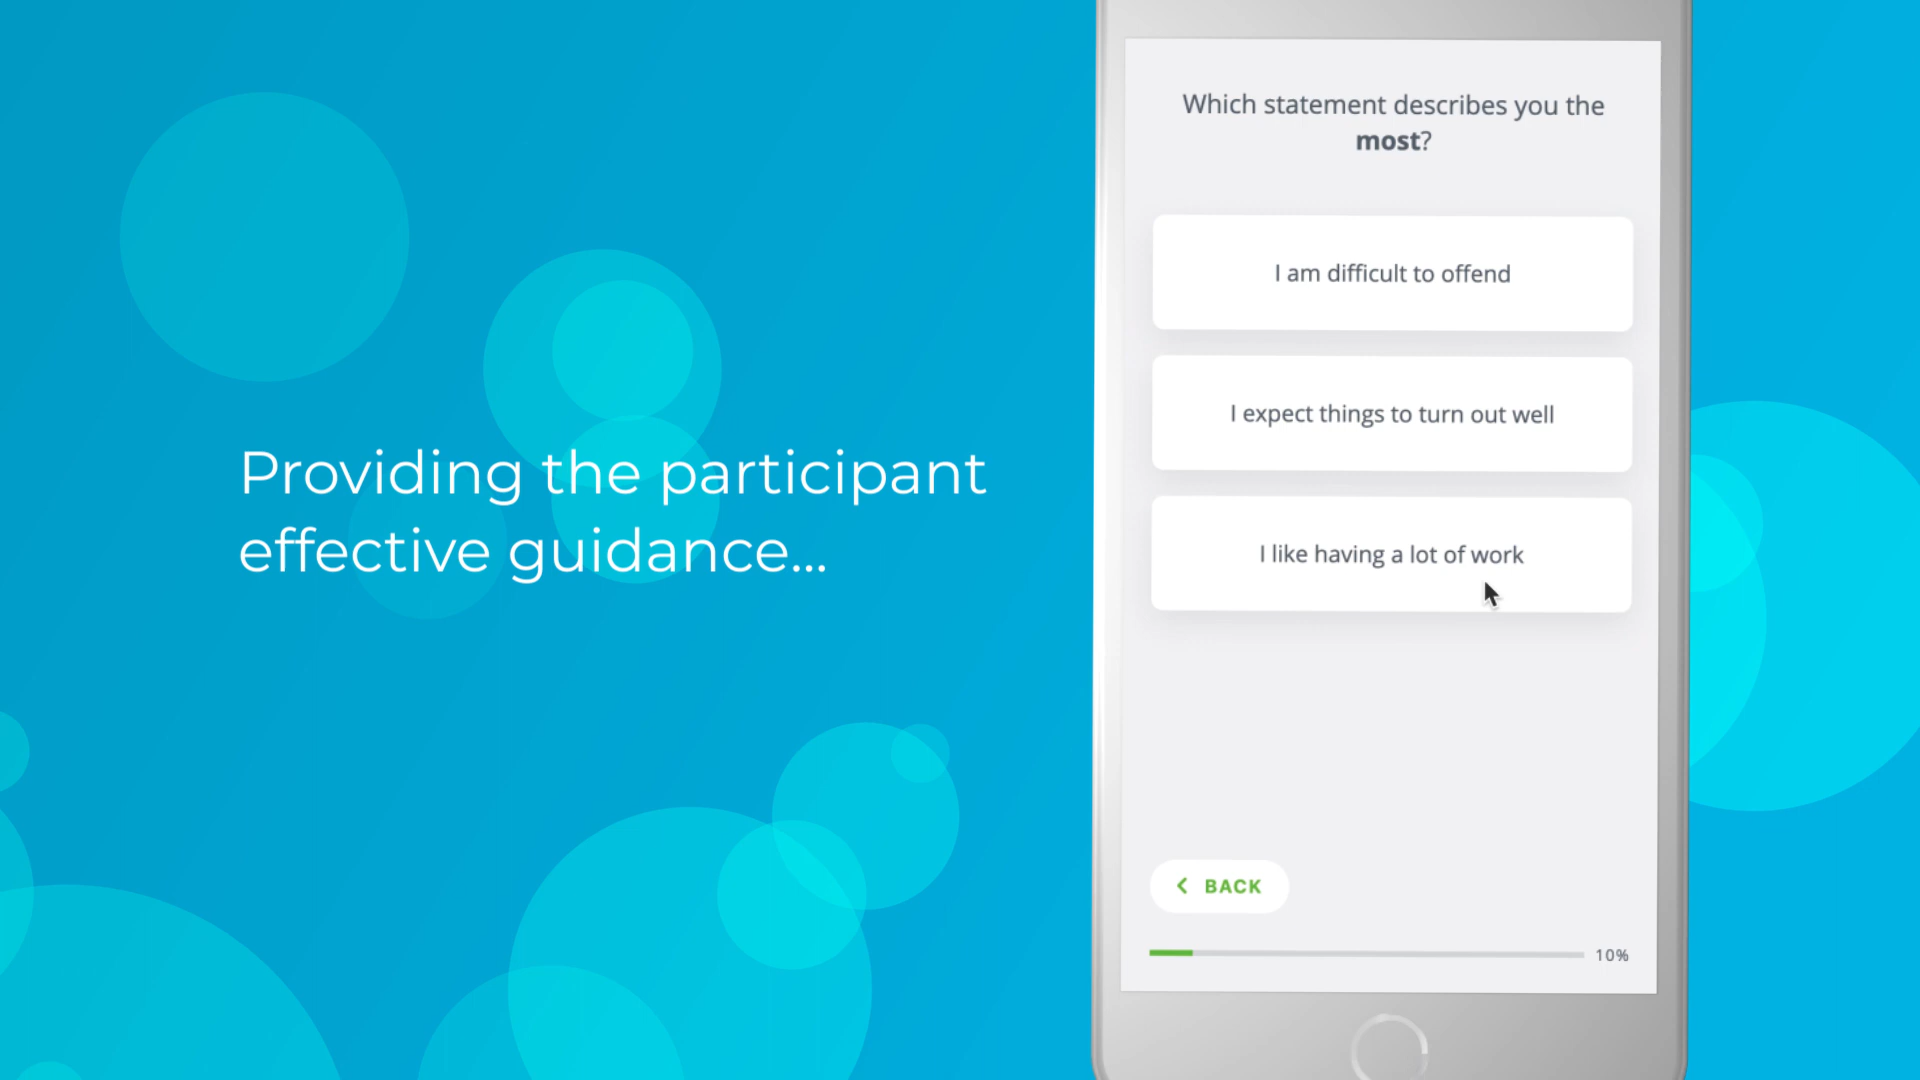 Providing the participant
effective guidance...
Which statement describes you the
most?
I am difficult to offend
I expect things to turn out well
I like having a lot of work
BACK
10%